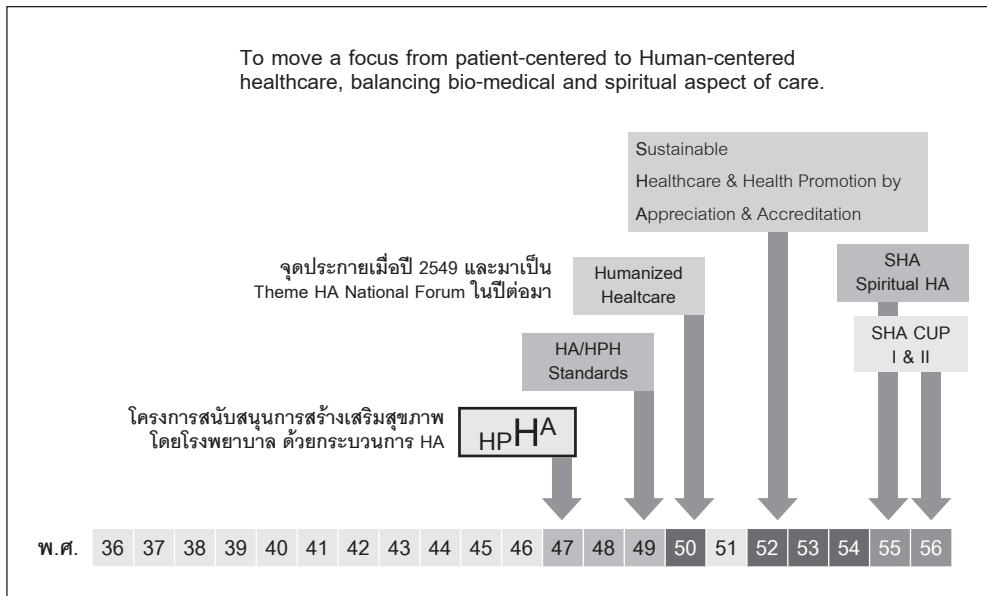 To move a focus from patient-centered to Human-centered
healthcare, balancing bio-medical and spiritual aspect of care.
Sustainable
Healthcare & Health Promotion by
Appreciation & Accreditation
จุดประกายเมื่อปี 2549 และมาเป็น
Theme HA National Forum ในปีต่อมา
Humanized
Healtcare
SHA
Spiritual HA
SHA CUP
I & II
HA/HPH
Standards
โครงการสนับสนุนการสร้างเสริมสุขภาพ
โดยโรงพยาบาล ด้วยกระบวนการ HA
HPHA
พ.ศ. 36 37 38 39 40 41 42 43 44 45 46 47 48 49 50 51 52 53 54 55 56